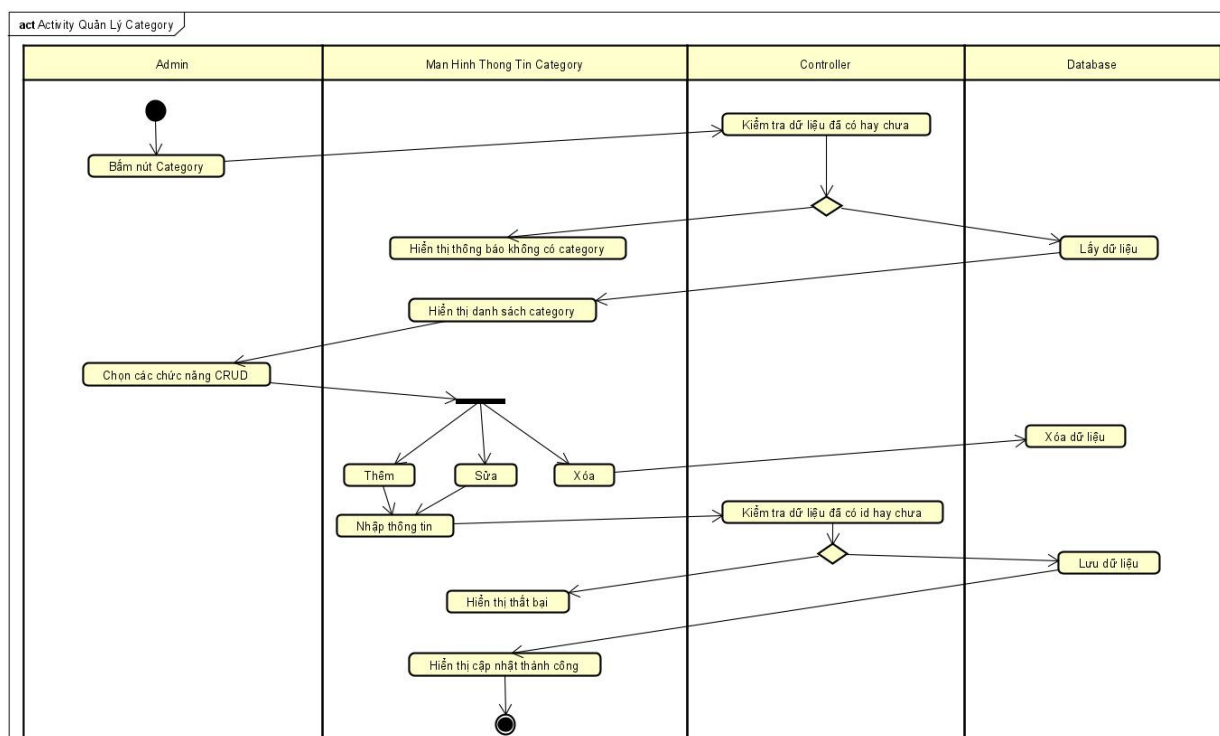 act Activity Quản Lý Category
Admin
Man Hinh Thong Tin Category
Controller
Database
Kiểm tra dữ liệu đã có hay chưa
Bấm nút Category
Hiển thị thông báo không có category
Lấy dữ liệu
Hiển thị danh sách category
Chọn các chức năng CRUD
Xóa dữ liệu
Thêm
Sửa
Xóa
Nhập thông tin
Kiểm tra dữ liệu đã có id hay chưa
Lưu dữ liệu
Hiển thị thất bại
Hiển thị cập nhật thành công